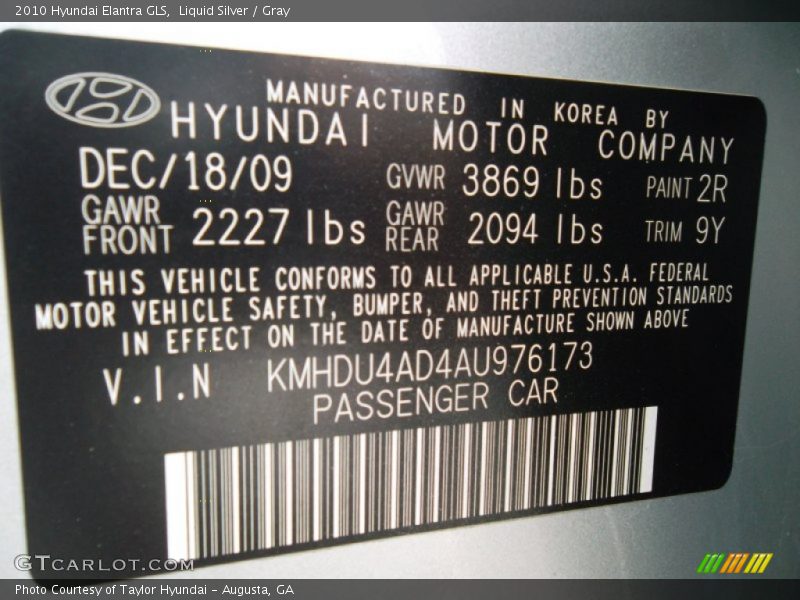 2010 Hyundai Elantra GLS, Liquid Silver / Gray
MANUFACTURED IN KOREA BY
HYUNDAI MOTOR COMPANY
DEC/18/09 GVWR 3869 lbs PAINT 2R
GAWR FRONT 2227 lbs GAWR REAR 2094 lbs TRIM 9Y
THIS VEHICLE CONFORMS TO ALL APPLICABLE U.S.A. FEDERAL
MOTOR VEHICLE SAFETY, BUMPER, AND THEFT PREVENTION STANDARDS
IN EFFECT ON THE DATE OF MANUFACTURE SHOWN ABOVE
V.I.N KMHDU4AD4AU976173
PASSENGER CAR
GTcarlot.com
Photo Courtesy of Taylor Hyundai - Augusta, GA